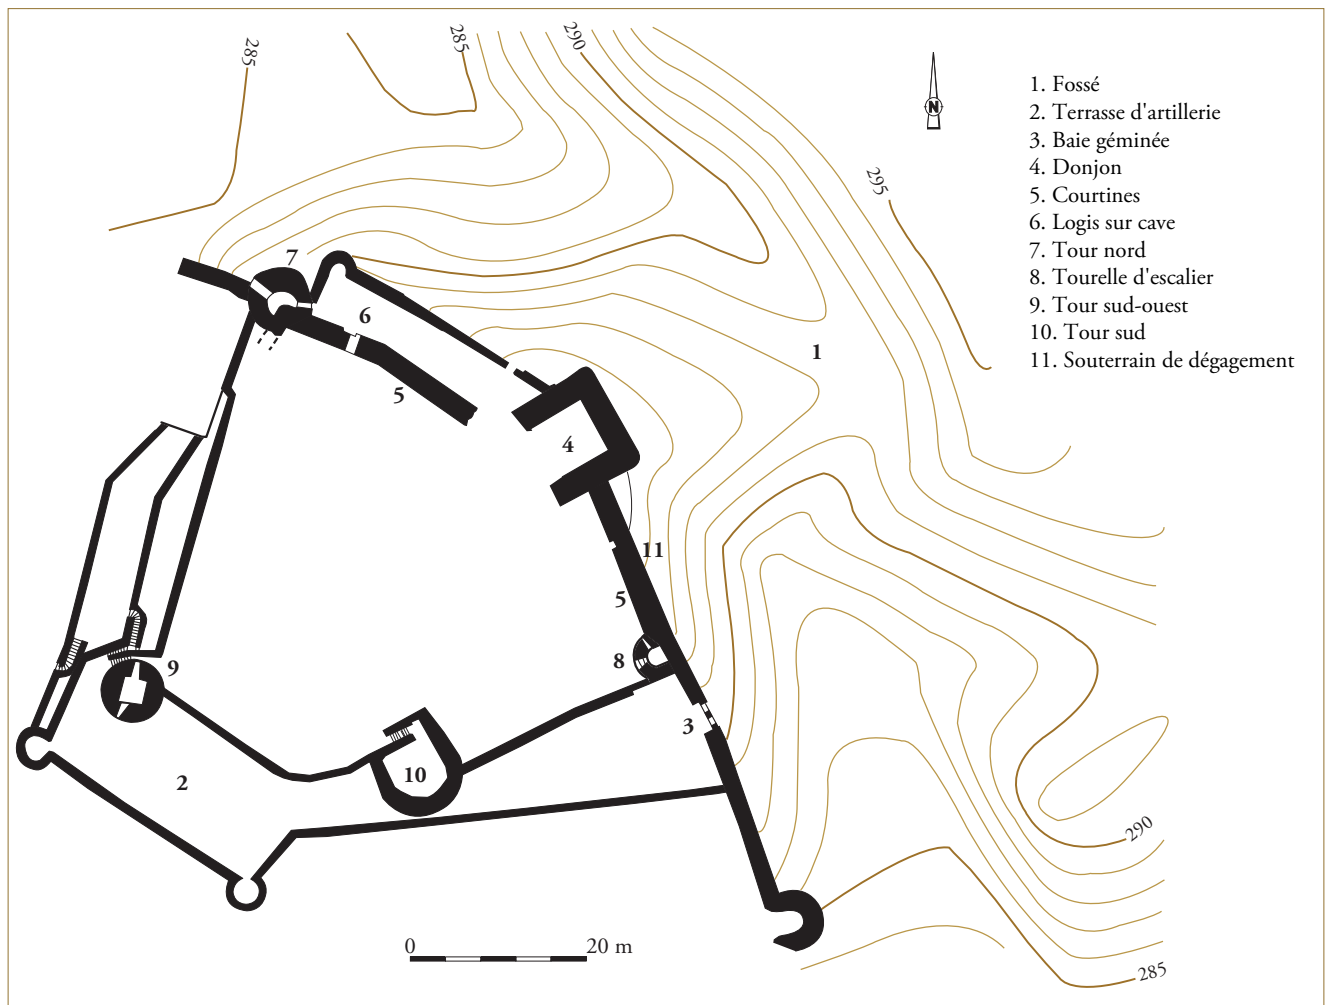 285
285
290
N
1. Fossé
2. Terrasse d'artillerie
3. Baie géminée
4. Donjon
5. Courtines
6. Logis sur cave
7. Tour nord
8. Tourelle d'escalier
9. Tour sud-ouest
10. Tour sud
11. Souterrain de dégagement
295
7
6
1
5
4
11
5
8
9
3
10
2
290
0 20 m
285